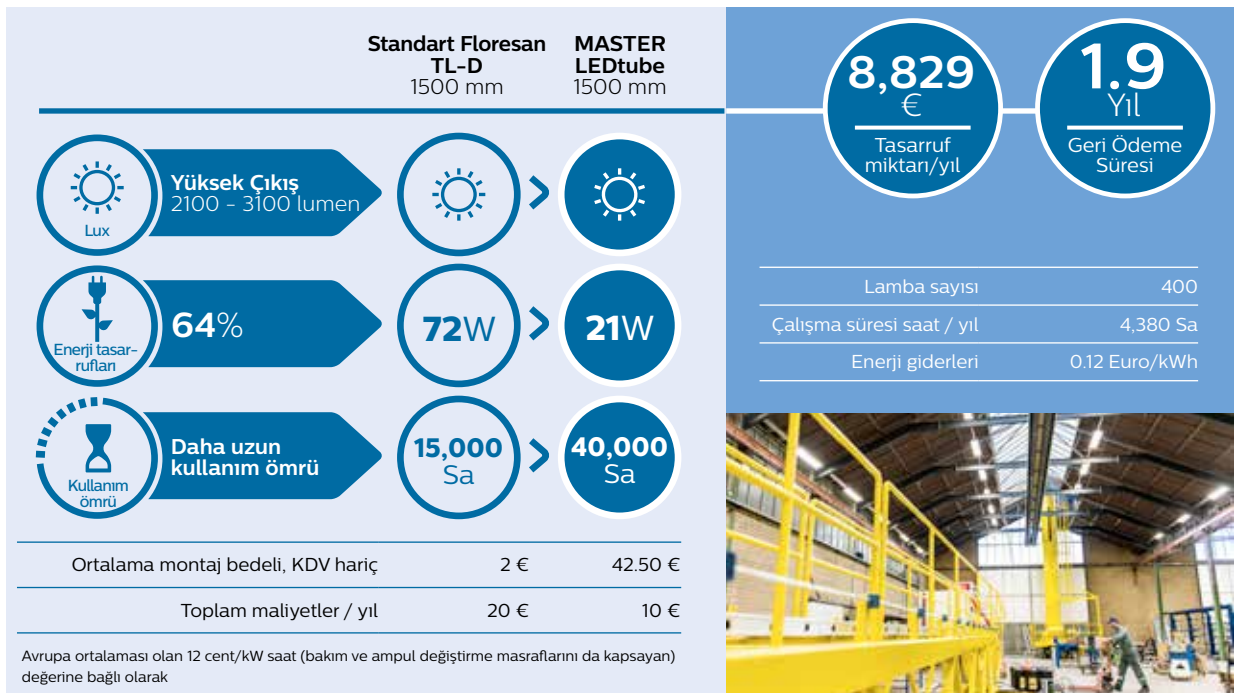 Standart Floresan
TL-D
1500 mm
MASTER
LEDtube
1500 mm
Lux
Yüksek Çıkış
2100 - 3100 lumen
>
Enerji tasar-
rufları
64%
72W
>
21W
Kullanım
ömrü
Daha uzun
kullanım ömrü
15,000
Sa
>
40,000
Sa
Ortalama montaj bedeli, KDV hariç 2 € 42.50 €
Toplam maliyetler / yıl 20 € 10 €
Avrupa ortalaması olan 12 cent/kW saat (bakım ve ampul değiştirme masraflarını da kapsayan)
değerine bağlı olarak
8,829
€
Tasarruf
miktarı/yıl
1.9
Yıl
Geri Ödeme
Süresi
Lamba sayısı 400
Çalışma süresi saat / yıl 4,380 Sa
Enerji giderleri 0.12 Euro/kWh